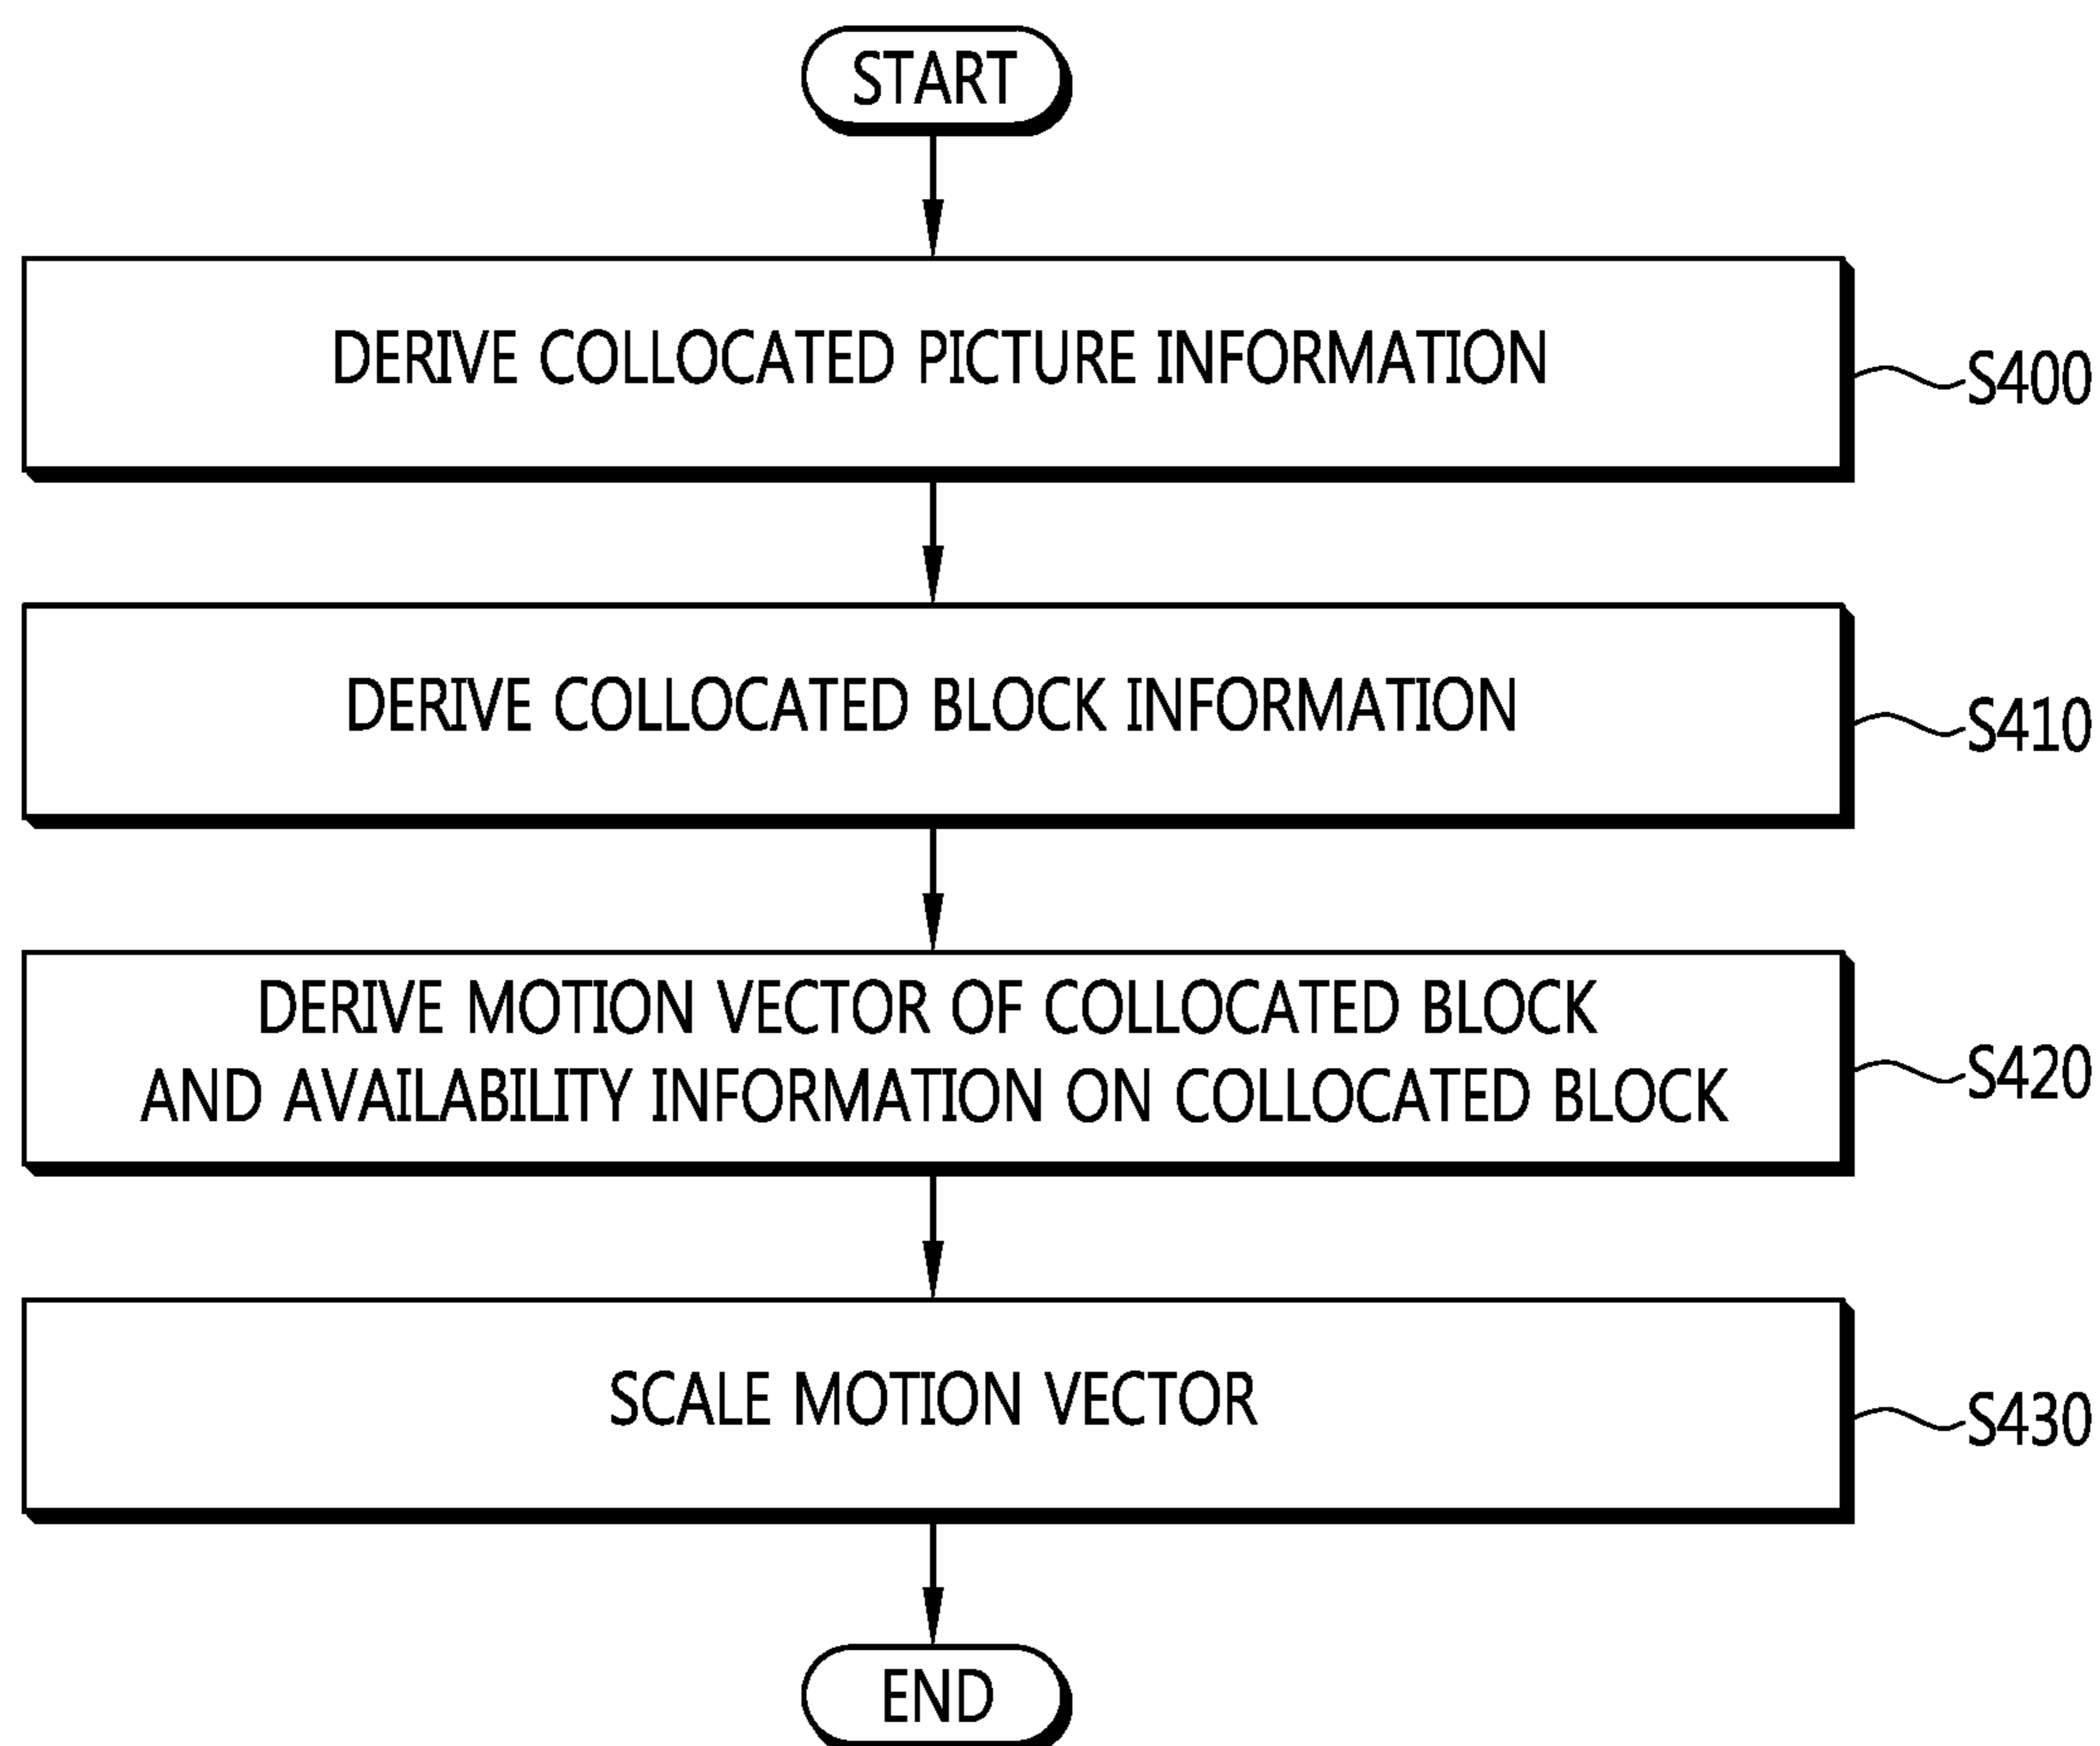 START
DERIVE COLLOCATED PICTURE INFORMATION
S400
DERIVE COLLOCATED BLOCK INFORMATION
S410
DERIVE MOTION VECTOR OF COLLOCATED BLOCK
AND AVAILABILITY INFORMATION ON COLLOCATED BLOCK
S420
SCALE MOTION VECTOR
S430
END